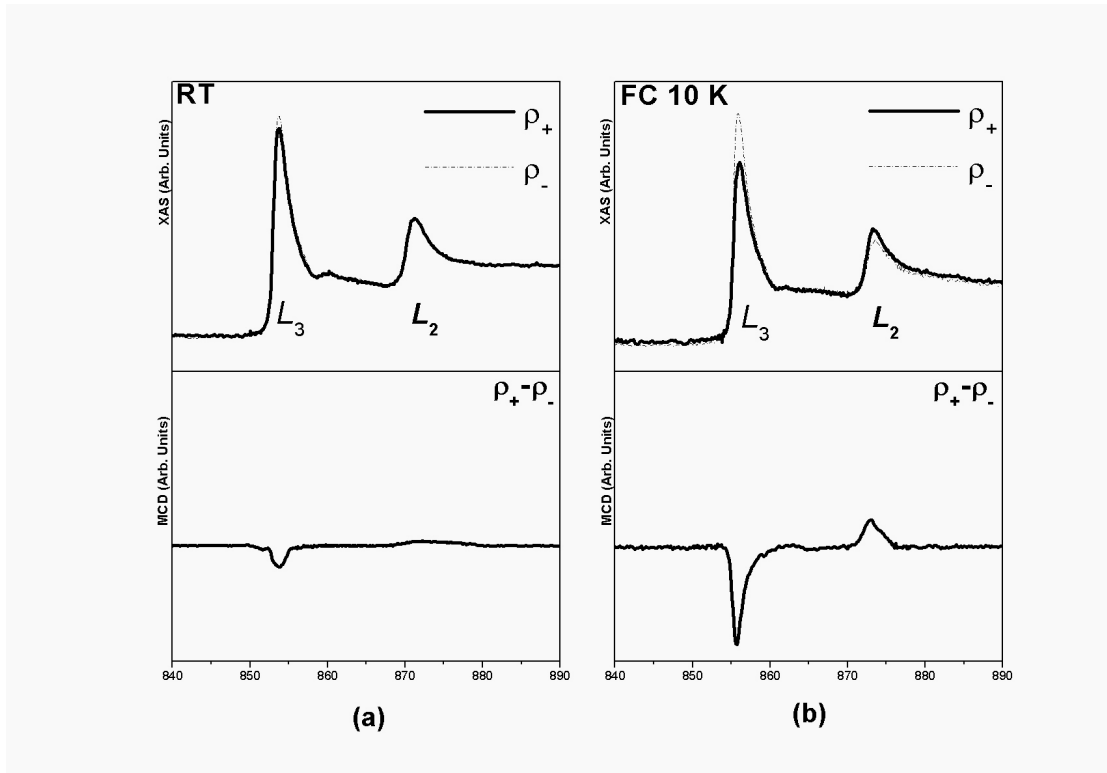 RT
ρ+
ρ-
XAS (Arb. Units)
L3
L2
ρ+-ρ-
MCD (Arb. Units)
840 850 860 870 880 890
(a)
FC 10 K
ρ+
ρ-
XAS (Arb. Units)
L3
L2
ρ+-ρ-
MCD (Arb. Units)
840 850 860 870 880 890
(b)